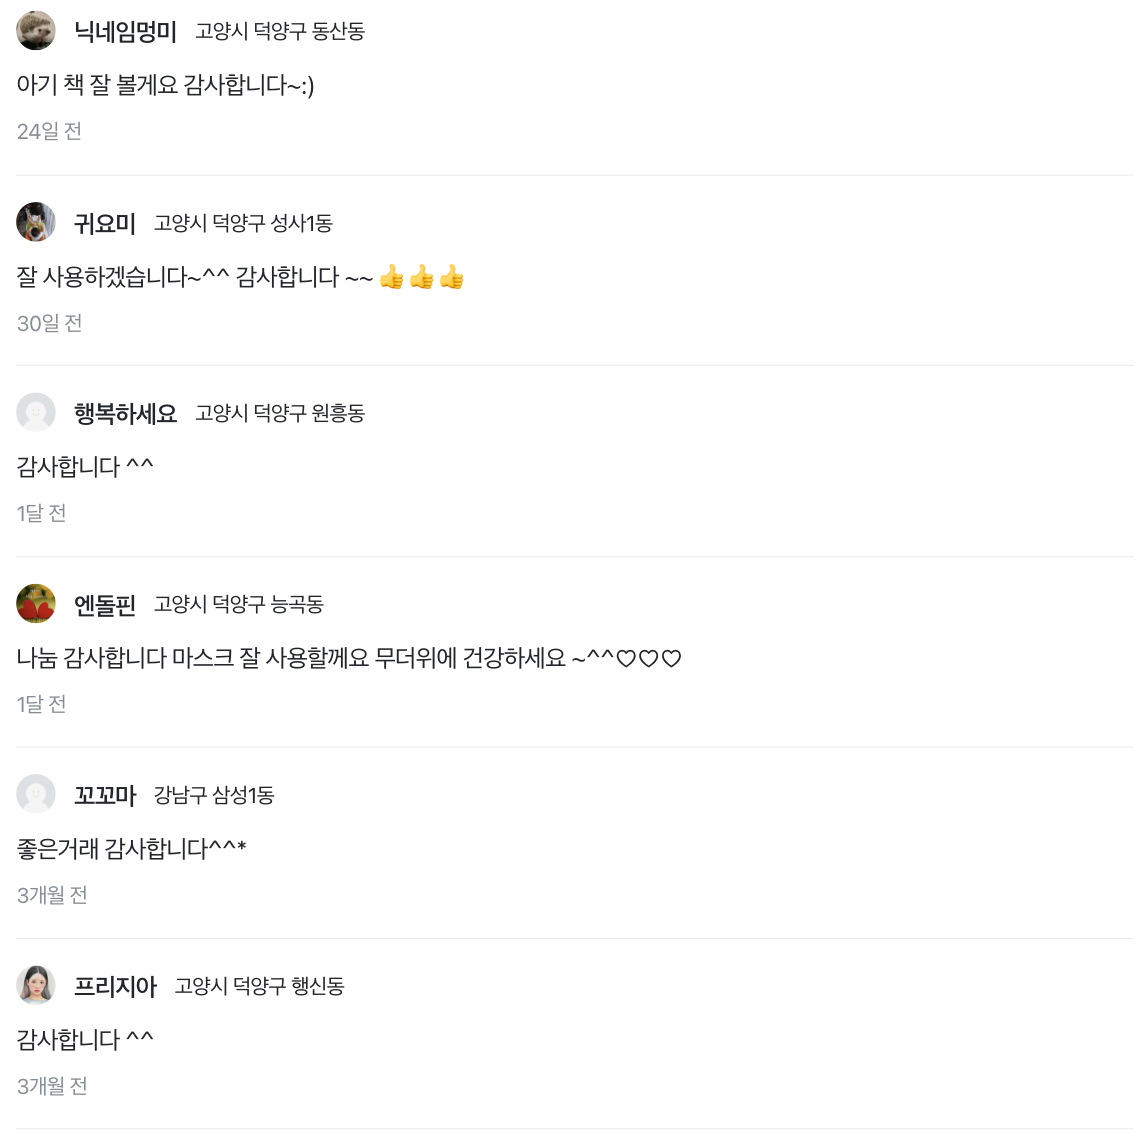 닉네임멍미 고양시 덕양구 동산동
아기 책 잘 볼게요 감사합니다~:)
24일 전
귀요미 고양시 덕양구 성사1동
잘 사용하겠습니다~^^ 감사합니다 ~~ 👍👍👍
30일 전
행복하세요 고양시 덕양구 원흥동
감사합니다 ^^
1달 전
엔돌핀 고양시 덕양구 능곡동
나눔 감사합니다 마스크 잘 사용할께요 무더위에 건강하세요 ~^^♡♡♡
1달 전
꼬꼬마 강남구 삼성1동
좋은거래 감사합니다^^*
3개월 전
프리지아 고양시 덕양구 행신동
감사합니다 ^^
3개월 전